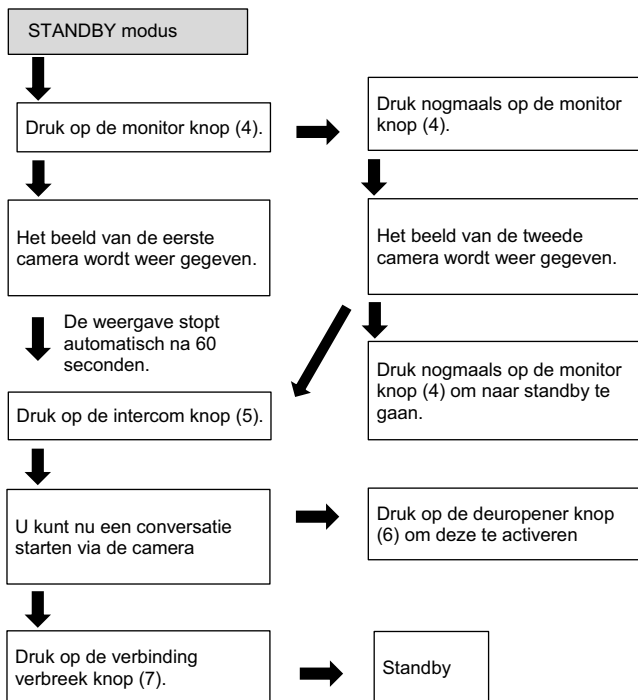 STANDBY modus
Druk op de monitor knop (4).
Druk nogmaals op de monitor
knop (4).
Het beeld van de eerste
camera wordt weer gegeven.
Het beeld van de tweede
camera wordt weer gegeven.
De weergave stopt
automatisch na 60
seconden.
Druk nogmaals op de monitor
knop (4) om naar standby te
gaan.
Druk op de intercom knop (5).
U kunt nu een conversatie
starten via de camera
Druk op de deuropener knop
(6) om deze te activeren
Druk op de verbinding
verbreek knop (7).
Standby